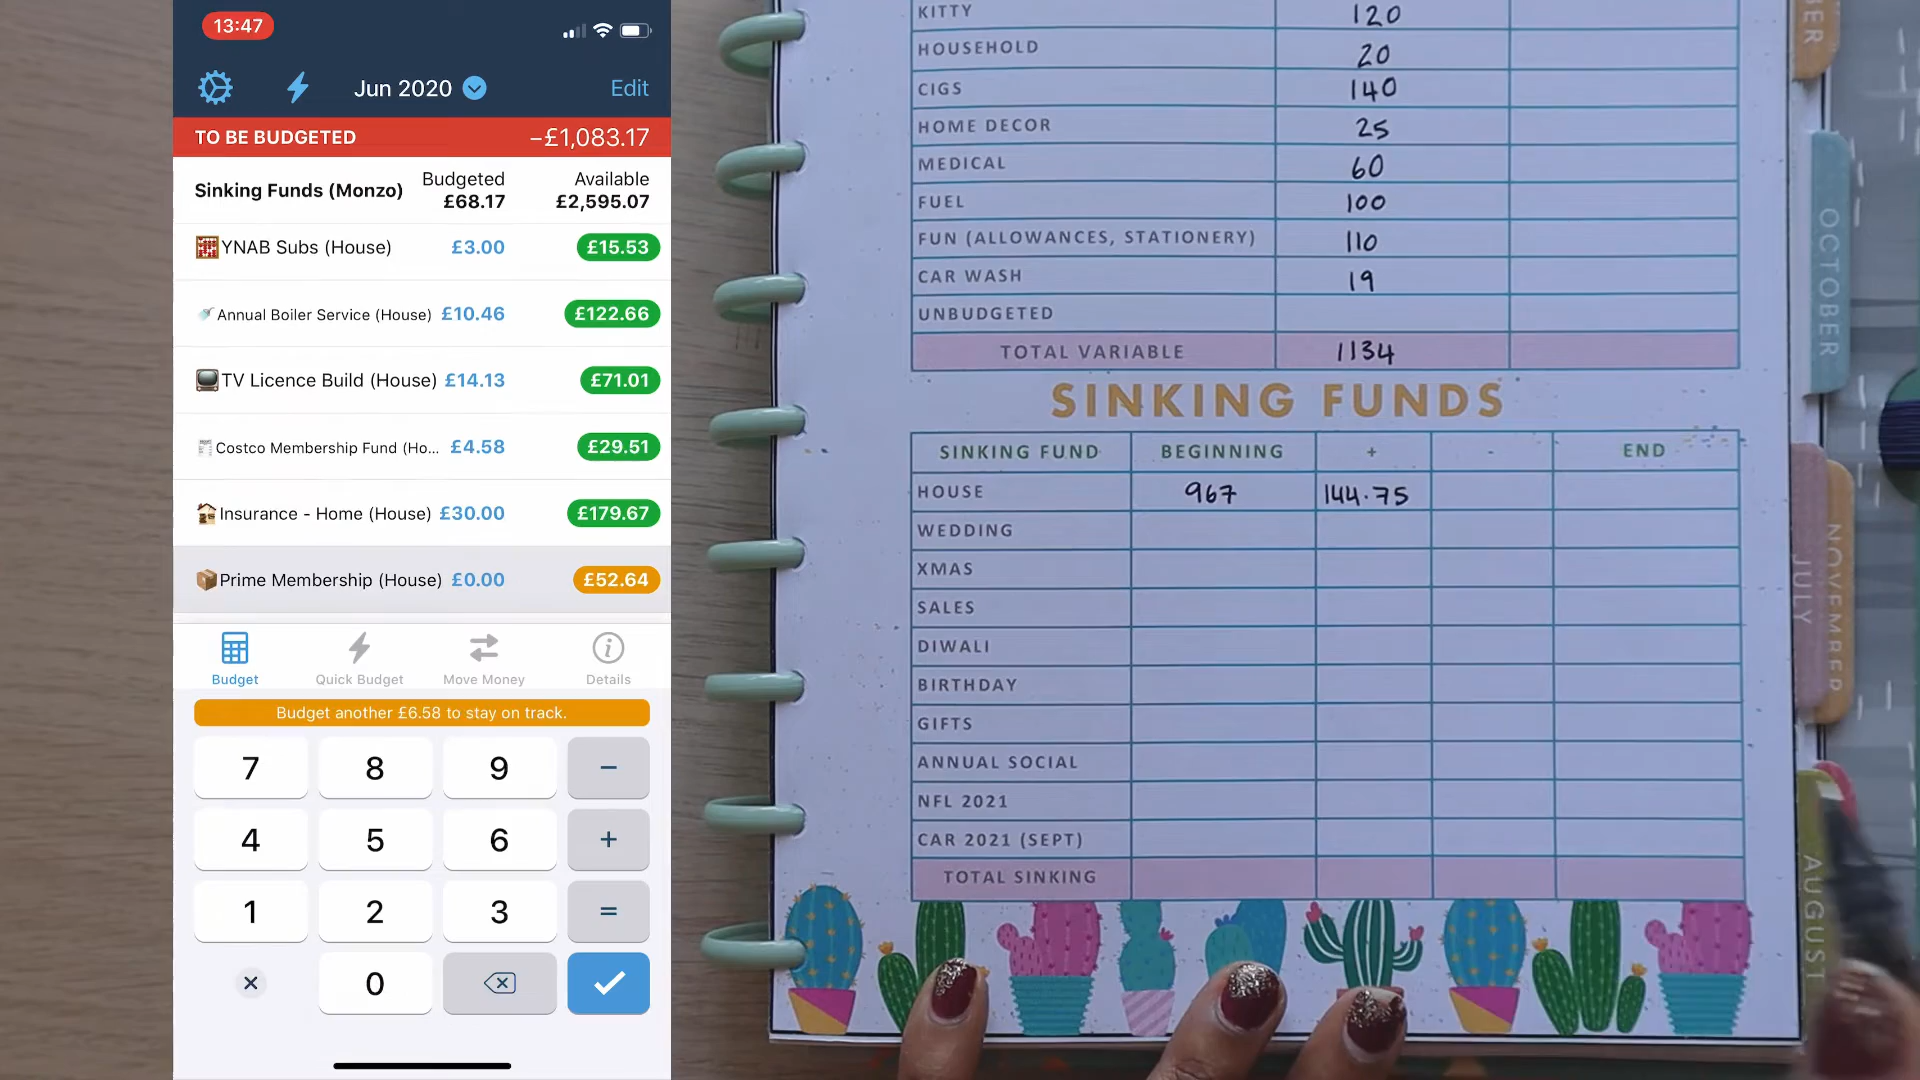 13:47
Jun 2020
Edit
TO BE BUDGETED -£1,083.17
Sinking Funds (Monzo)
Budgeted
£68.17
Available
£2,595.07
YNAB Subs (House) £3.00 £15.53
Annual Boiler Service (House) £10.46 £122.66
TV Licence Build (House) £14.13 £71.01
Costco Membership Fund (Ho... £4.58 £29.51
Insurance - Home (House) £30.00 £179.67
Prime Membership (House) £0.00 £52.64
Budget Quick Budget Move Money Details
Budget another £6.58 to stay on track.
7 8 9 −
4 5 6 +
1 2 3 =
0
KITTY 120
HOUSEHOLD 20
CIGS 140
HOME DECOR 25
MEDICAL 60
FUEL 100
FUN (ALLOWANCES, STATIONERY) 110
CAR WASH 19
UNBUDGETED
TOTAL VARIABLE 1134
SINKING FUNDS
SINKING FUND BEGINNING + - END
HOUSE 967 144.75
WEDDING
XMAS
SALES
DIWALI
BIRTHDAY
GIFTS
ANNUAL SOCIAL
NFL 2021
CAR 2021 (SEPT)
TOTAL SINKING
OCTOBER
NOVEMBER
JULY
AUGUST